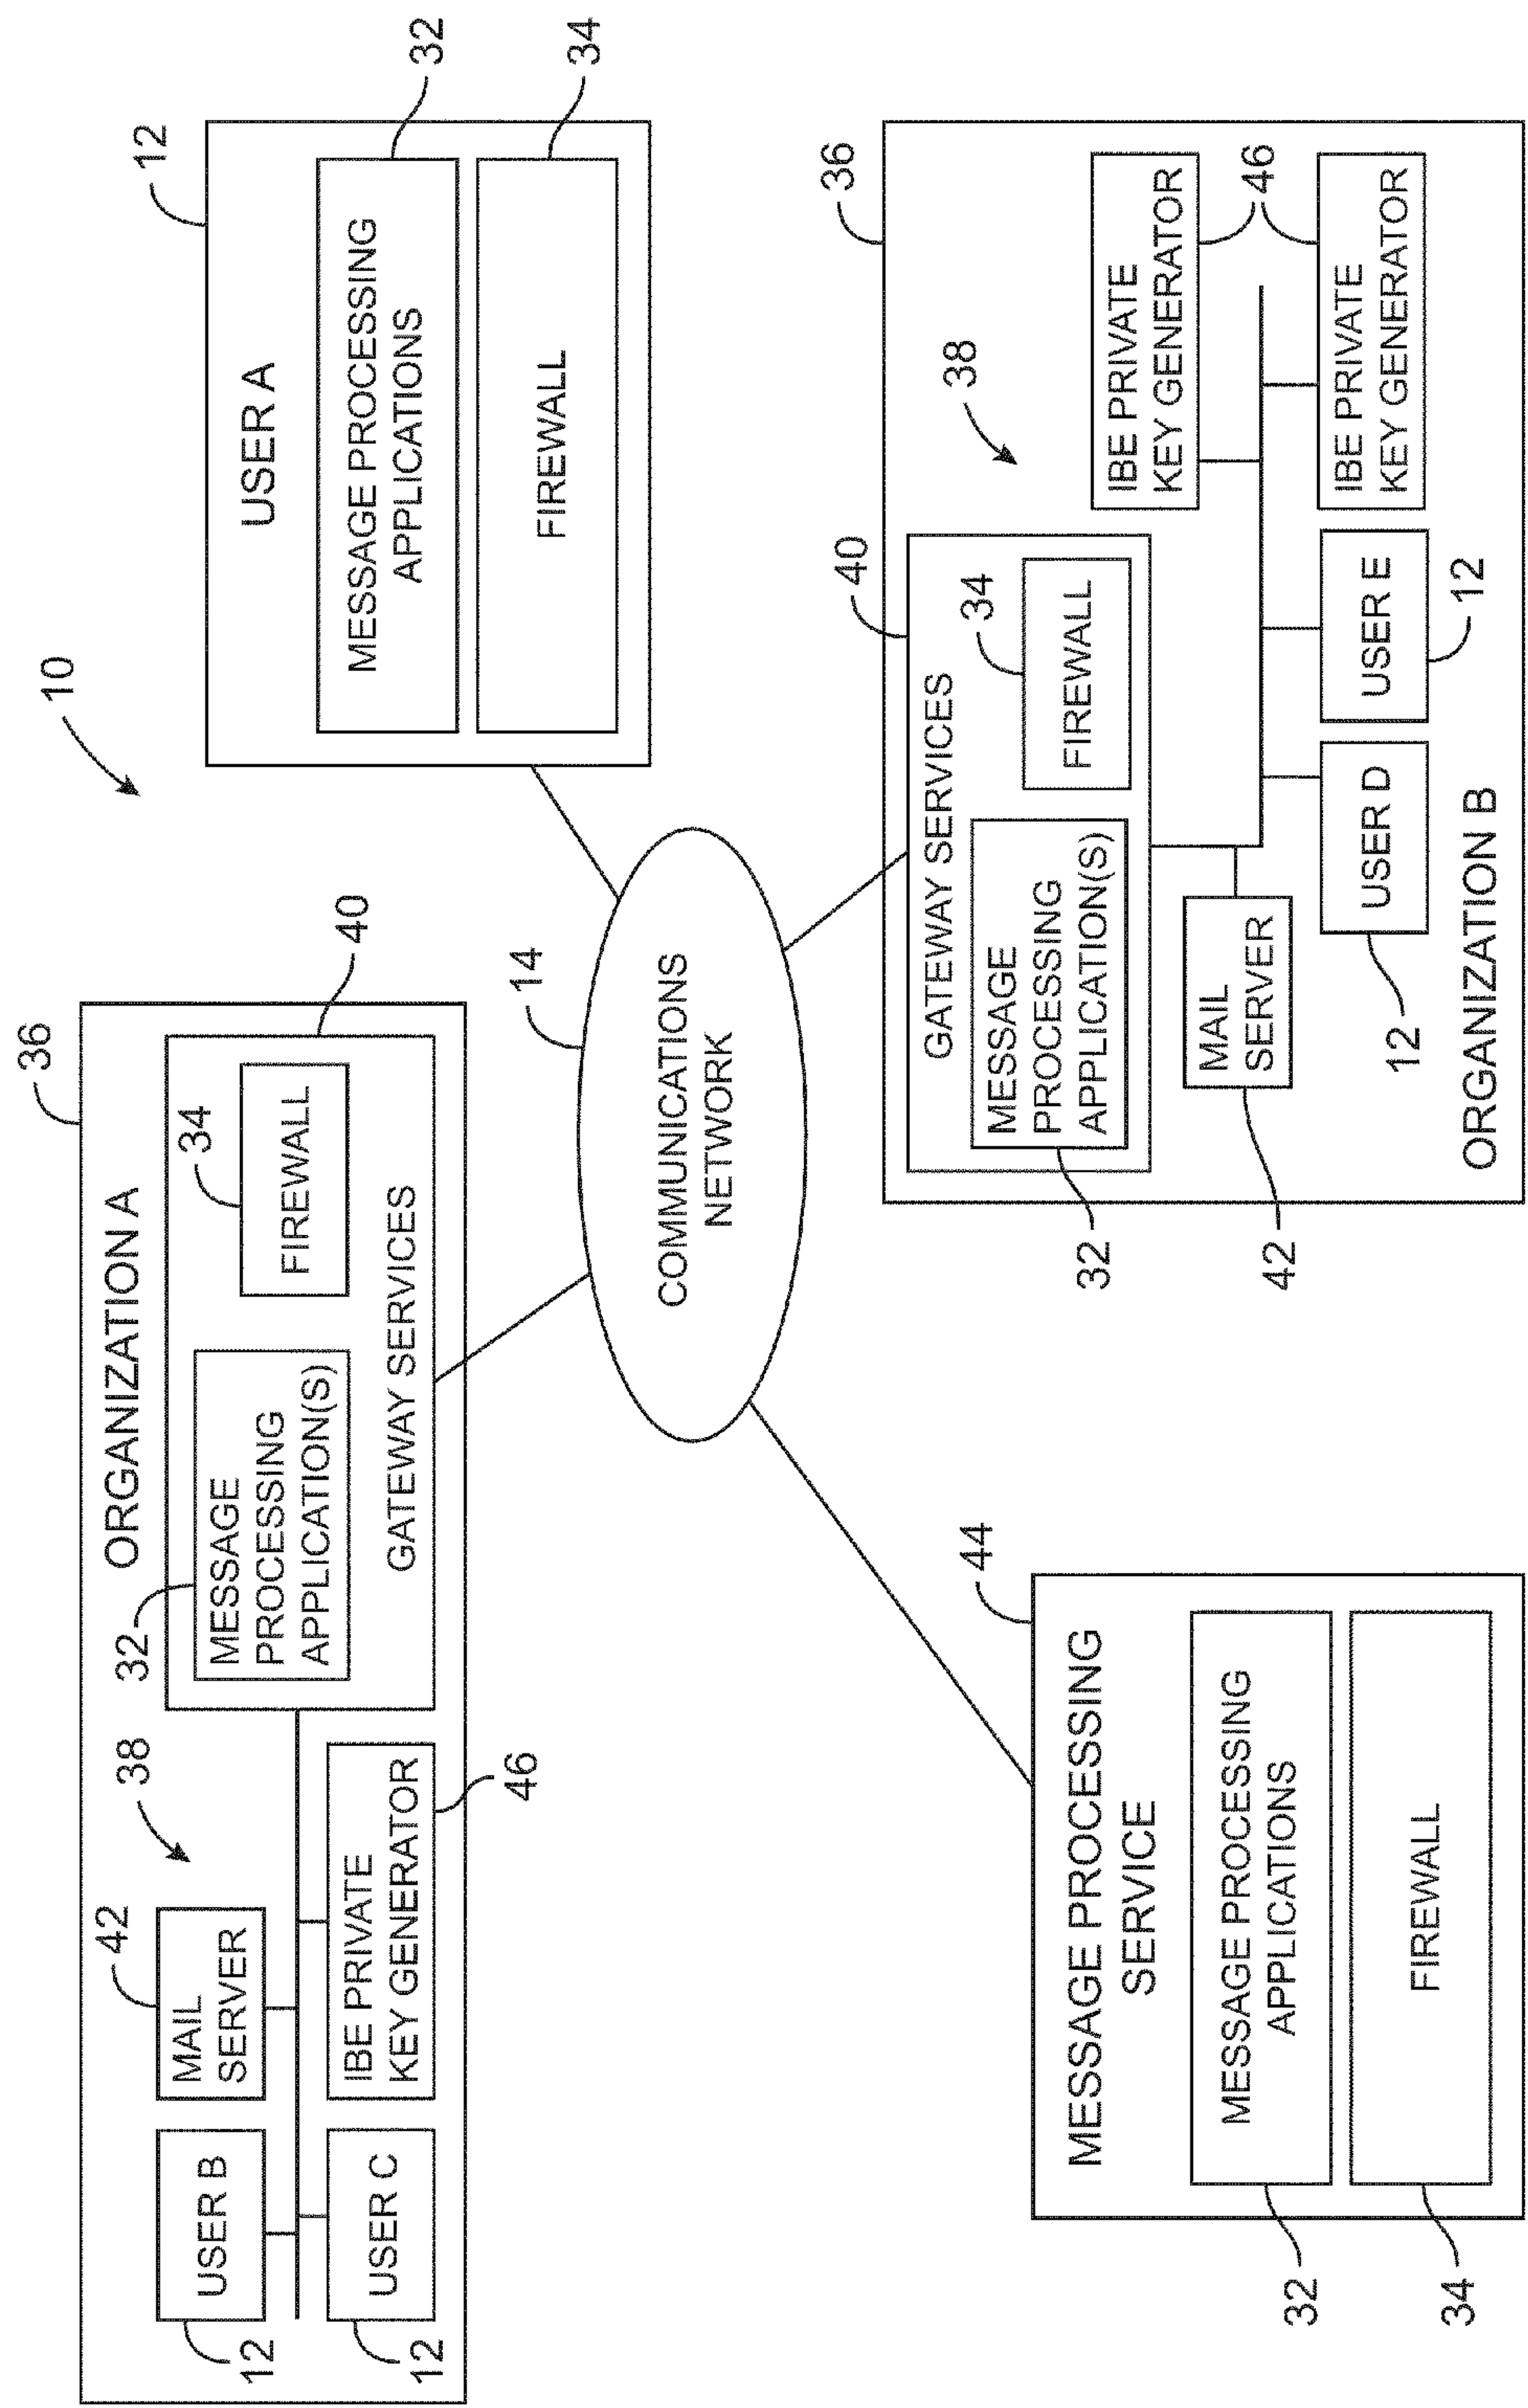 10
36
ORGANIZATION A
42
38
32
34
40
USER B
MAIL
SERVER
MESSAGE
PROCESSING
APPLICATION(S)
FIREWALL
GATEWAY SERVICES
12
USER C
12
IBE PRIVATE
KEY GENERATOR
46
12
USER A
MESSAGE PROCESSING
APPLICATIONS
32
FIREWALL
34
14
COMMUNICATIONS
NETWORK
44
MESSAGE PROCESSING
SERVICE
MESSAGE PROCESSING
APPLICATIONS
32
FIREWALL
34
36
40
GATEWAY SERVICES
34
MESSAGE
PROCESSING
APPLICATION(S)
FIREWALL
32
38
IBE PRIVATE
KEY GENERATOR
46
MAIL
SERVER
42
USER D
12
USER E
12
IBE PRIVATE
KEY GENERATOR
ORGANIZATION B